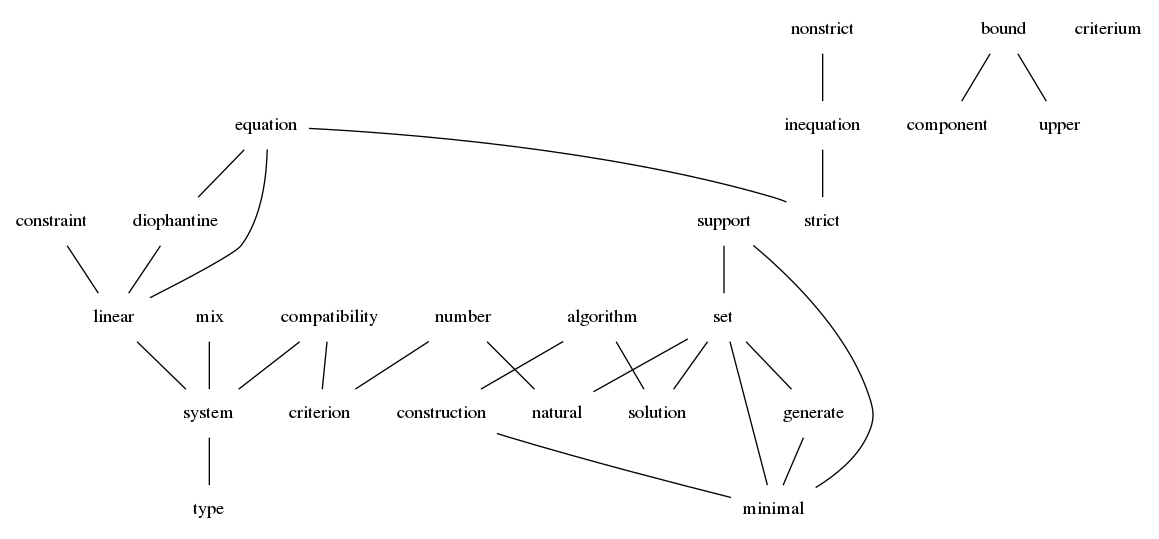 nonstrict bound criterium
equation inequation component upper
constraint diophantine support strict
linear mix compatibility number algorithm set
system criterion construction natural solution generate
type minimal